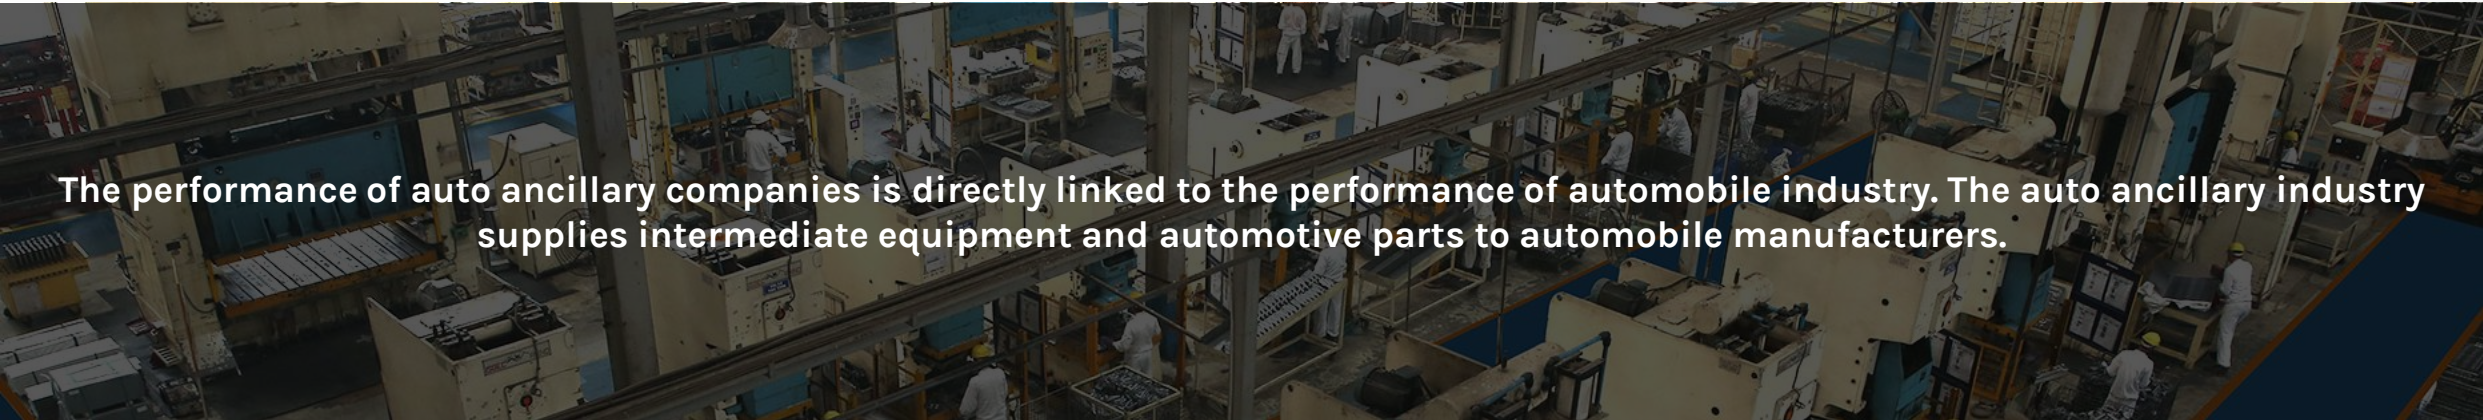 The performance of auto ancillary companies is directly linked to the performance of automobile industry. The auto ancillary industry
supplies intermediate equipment and automotive parts to automobile manufacturers.